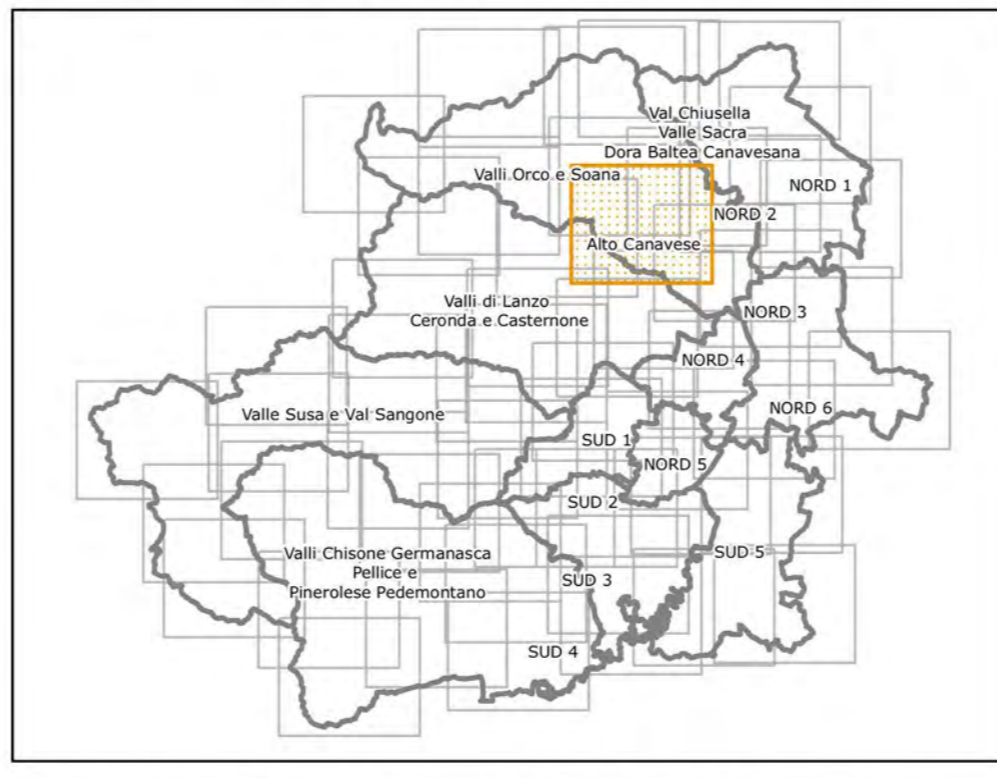 Val Chiusella
Valle Sacra
Dora Baltea Canavesana
Valli Orco e Soana
NORD 1
NORD 2
Alto Canavese
Valli di Lanzo
Ceronda e Casternone
NORD 3
NORD 4
Valle Susa e Val Sangone
NORD 6
SUD 1
NORD 5
SUD 2
Valli Chisone Germanasca
Pellice e
Pinerolese Pedemontano
SUD 5
SUD 3
SUD 4